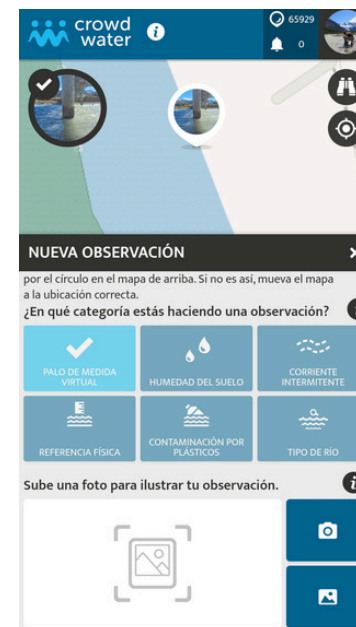 crowd
water
65929
0
NUEVA OBSERVACIÓN
por el círculo en el mapa de arriba. Si no es así, mueva el mapa
a la ubicación correcta.
¿En qué categoría estás haciendo una observación?
PALO DE MEDIDA
VIRTUAL
HUMEDAD DEL SUELO
CORRIENTE
INTERMITENTE
REFERENCIA FÍSICA
CONTAMINACIÓN POR
PLÁSTICOS
TIPO DE RÍO
Sube una foto para ilustrar tu observación.